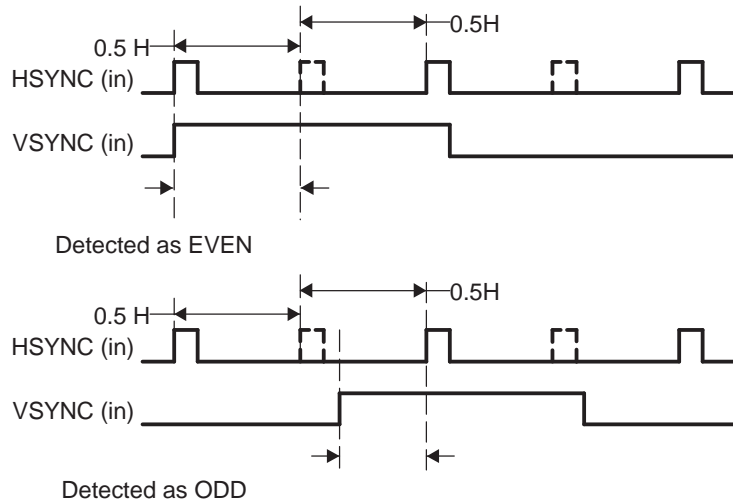 0.5H
0.5 H
HSYNC (in)
VSYNC (in)
Detected as EVEN
0.5H
0.5 H
HSYNC (in)
VSYNC (in)
Detected as ODD